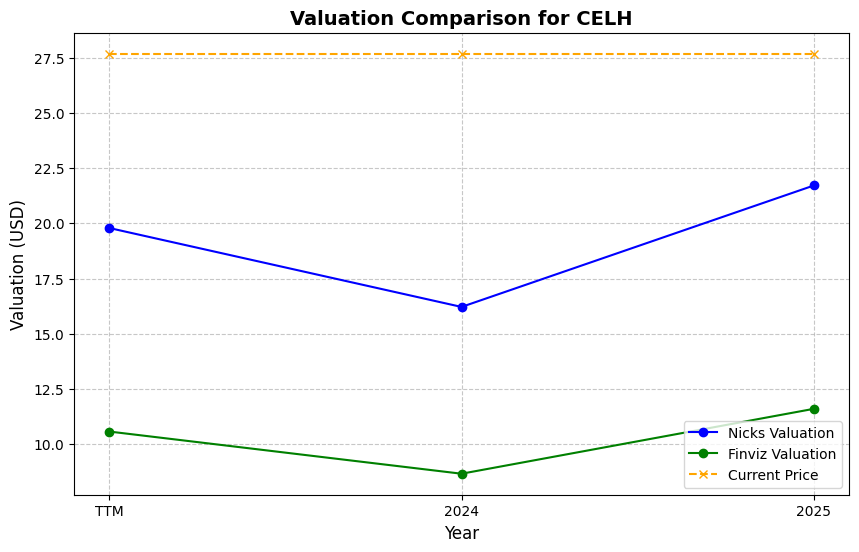 Valuation Comparison for CELH
Valuation (USD)
27.5
25.0
22.5
20.0
17.5
15.0
12.5
10.0
Nicks Valuation
Finviz Valuation
Current Price
TTM 2024 2025
Year